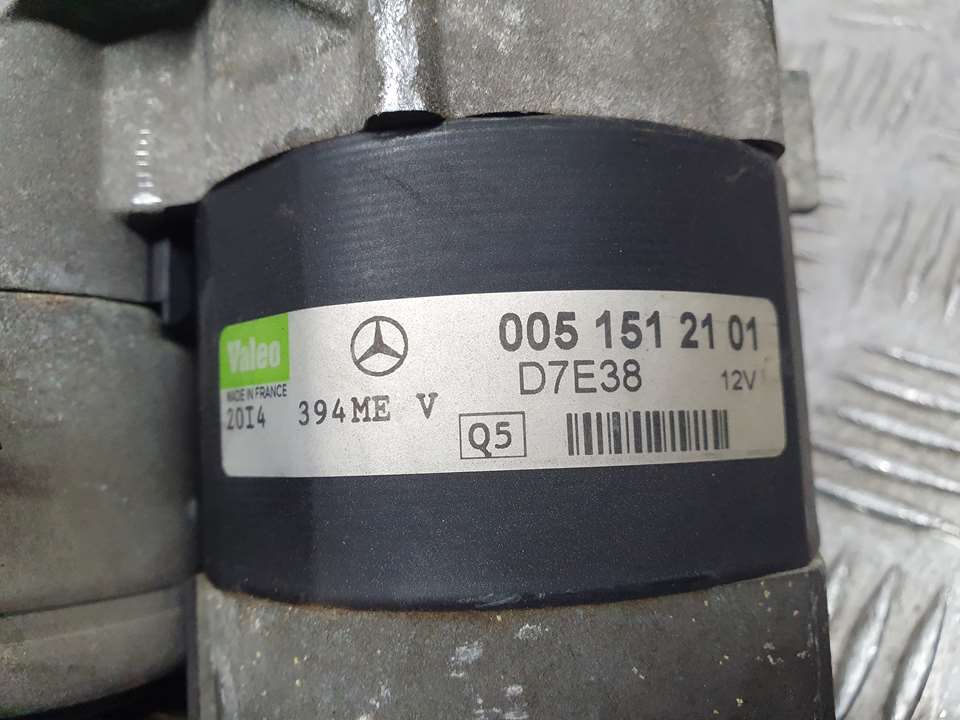 Valeo
MADE IN FRANCE
005 151 21 01
D7E38 12V
20I4 394ME V
Q5